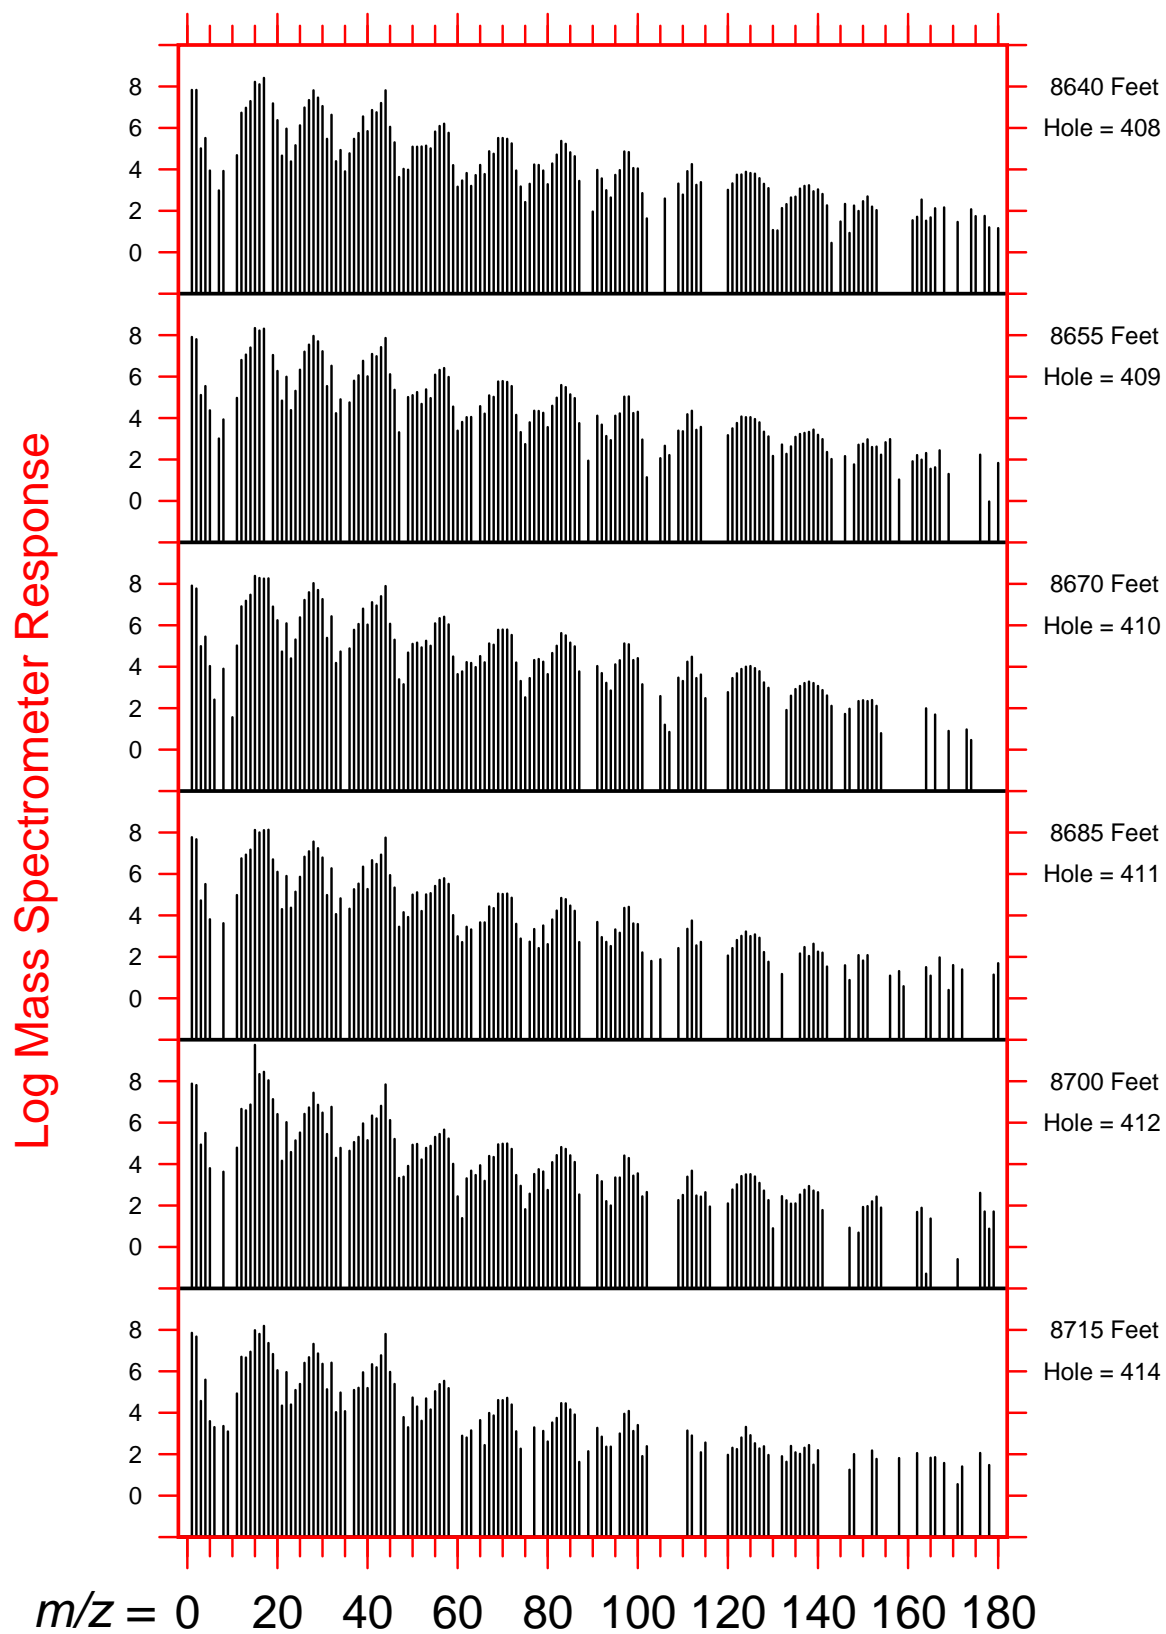 8
6
4
2
0
8640 Feet
Hole = 408
8
6
4
2
0
8655 Feet
Hole = 409
8
6
4
2
0
8670 Feet
Hole = 410
8
6
4
2
0
8685 Feet
Hole = 411
8
6
4
2
0
8700 Feet
Hole = 412
8
6
4
2
0
8715 Feet
Hole = 414
Log Mass Spectrometer Response
m/z = 0 20 40 60 80 100 120 140 160 180